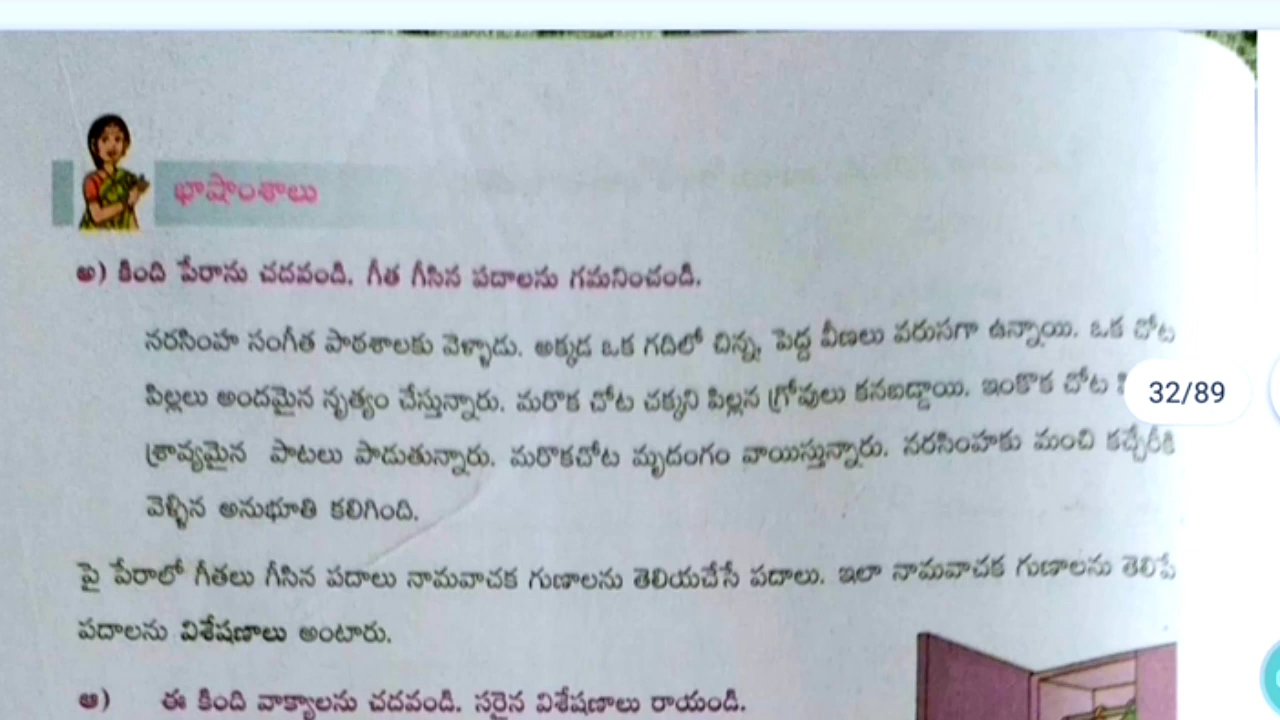 భాషాంశాలు
అ) కింది పేరాను చదవండి. గీత గీసిన పదాలను గమనించండి.
నరసింహ సంగీత పాఠశాలకు వెళ్ళాడు. అక్కడ ఒక గదిలో చిన్న, పెద్ద వీణలు వరుసగా ఉన్నాయి. ఒక చోట
పిల్లలు అందమైన నృత్యం చేస్తున్నారు. మరొక చోట చక్కని పిల్లన గ్రోవులు కనబడ్డాయి. ఇంకొక చోట
32/89
శ్రావ్యమైన పాటలు పాడుతున్నారు. మరొకచోట మృదంగం వాయిస్తున్నారు. నరసింహకు మంచి కచ్చేరీకి
వెళ్ళిన అనుభూతి కలిగింది.
పై పేరాలో గీతలు గీసిన పదాలు నామవాచక గుణాలను తెలియచేసే పదాలు. ఇలా నామవాచక గుణాలను తెలిపే
పదాలను విశేషణాలు అంటారు.
ఆ) ఈ కింది వాక్యాలను చదవండి. సరైన విశేషణాలు రాయండి.